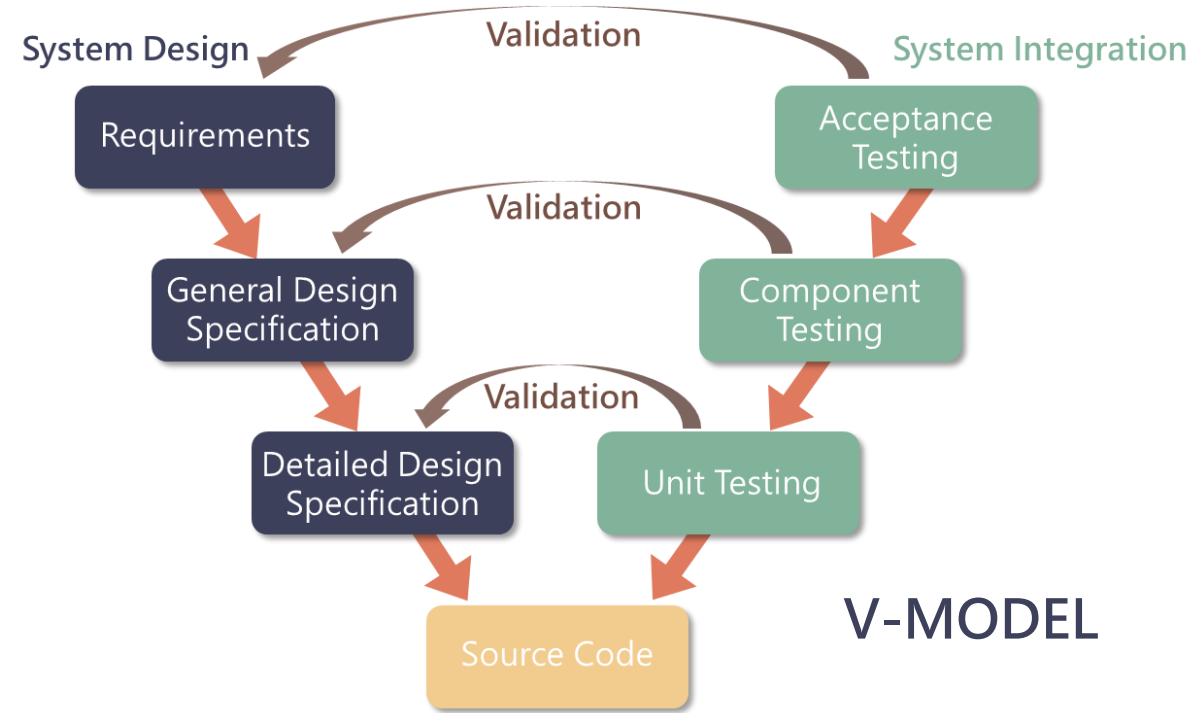 System Design
Validation
System Integration
Requirements
Acceptance
Testing
Validation
General Design
Specification
Component
Testing
Validation
Detailed Design
Specification
Unit Testing
Source Code
V-MODEL